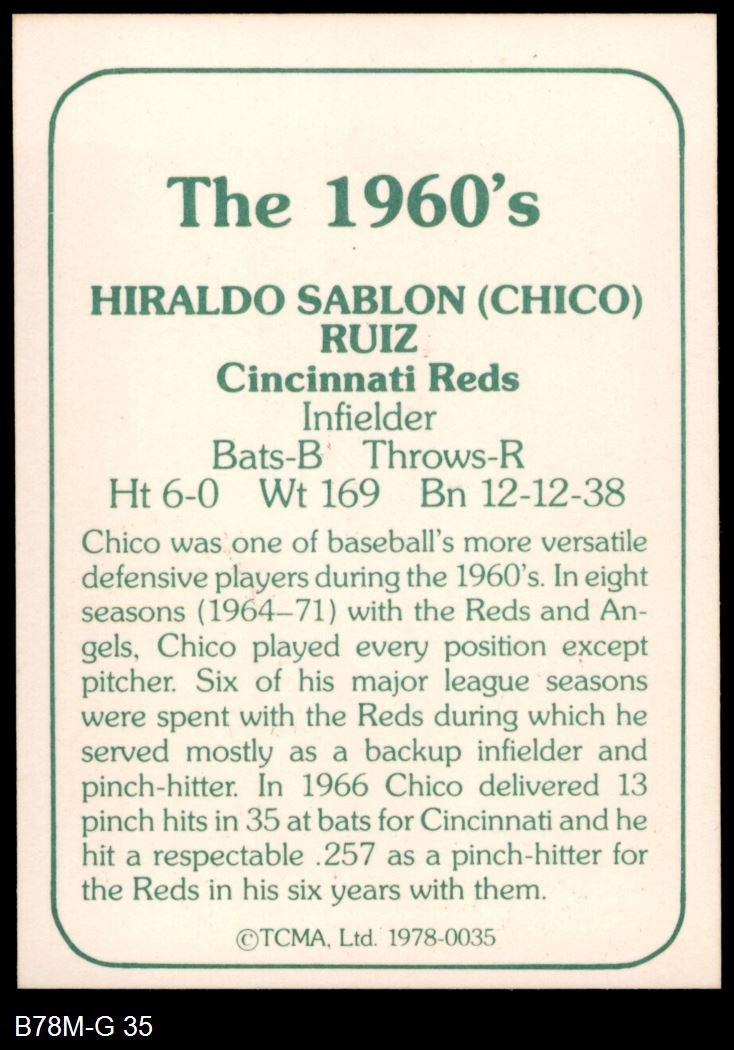 The 1960's
HIRALDO SABLON (CHICO)
RUIZ
Cincinnati Reds
Infielder
Bats-B Throws-R
Ht 6-0 Wt 169 Bn 12-12-38
Chico was one of baseball's more versatile
defensive players during the 1960's. In eight
seasons (1964–71) with the Reds and An-
gels, Chico played every position except
pitcher. Six of his major league seasons
were spent with the Reds during which he
served mostly as a backup infielder and
pinch-hitter. In 1966 Chico delivered 13
pinch hits in 35 at bats for Cincinnati and he
hit a respectable .257 as a pinch-hitter for
the Reds in his six years with them.
©TCMA, Ltd. 1978-0035
B78M-G 35